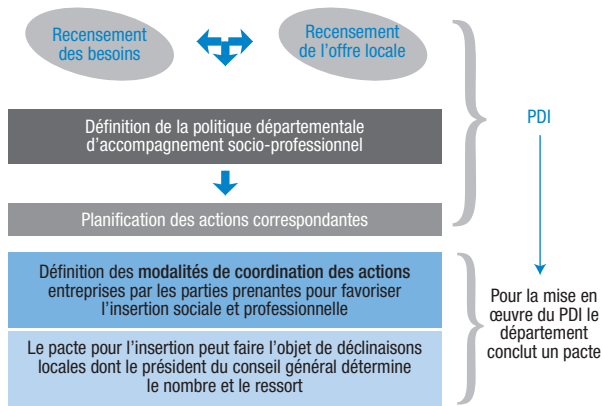 Recensement
des besoins
Recensement
de l'offre locale
Définition de la politique départementale
d'accompagnement socio-professionnel
Planification des actions correspondantes
PDI
Définition des modalités de coordination des actions
entreprises par les parties prenantes pour favoriser
l'insertion sociale et professionnelle
Le pacte pour l'insertion peut faire l'objet de déclinaisons
locales dont le président du conseil général détermine
le nombre et le ressort
Pour la mise en
œuvre du PDI le
département
conclut un pacte